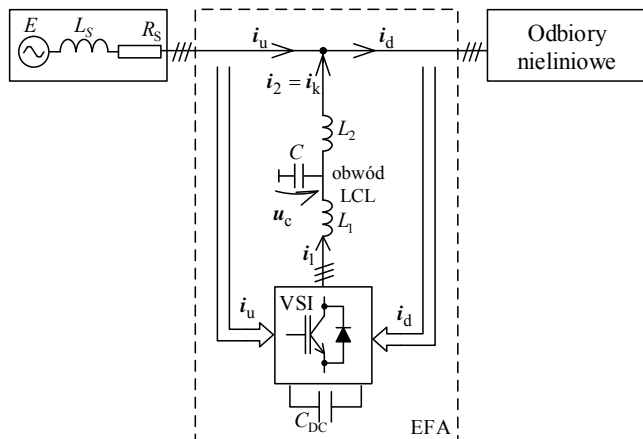 E
L_S
R_S
i_u
i_d
Odbiory
nieliniowe
i_2 = i_k
L_2
C
obwód
LCL
u_c
L_1
i_1
i_u
VSI
i_d
C_DC
EFA